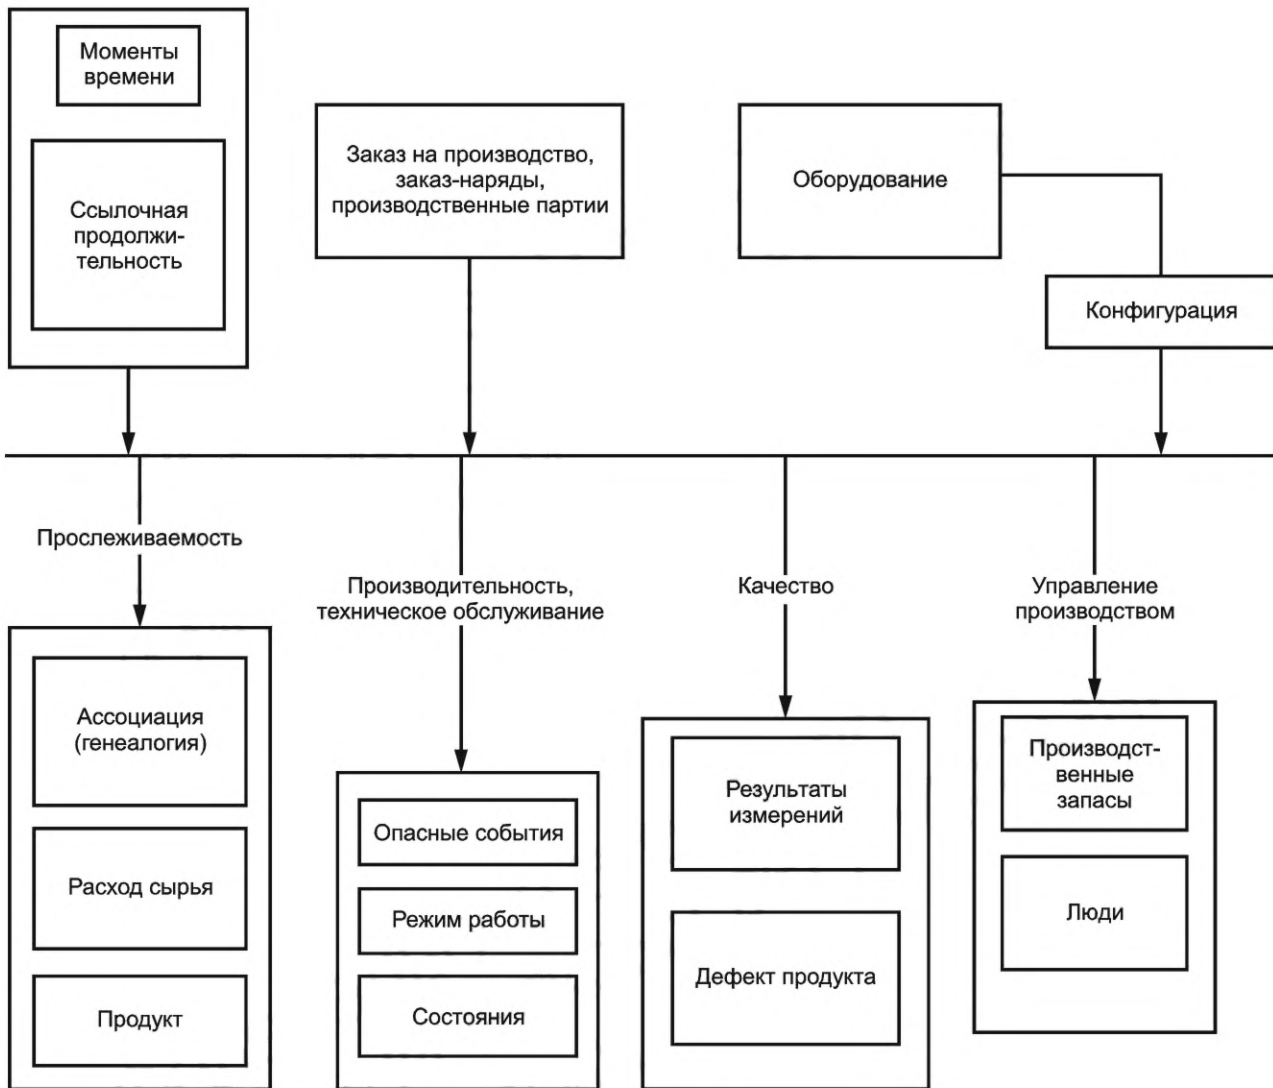 Моменты
времени
Ссылочная
продолжи-
тельность
Заказ на производство,
заказ-наряды,
производственные партии
Оборудование
Конфигурация
Прослеживаемость
Производительность,
техническое обслуживание
Качество
Управление
производством
Ассоциация
(генеалогия)
Расход сырья
Продукт
Опасные события
Режим работы
Состояния
Результаты
измерений
Дефект продукта
Производст-
венные
запасы
Люди